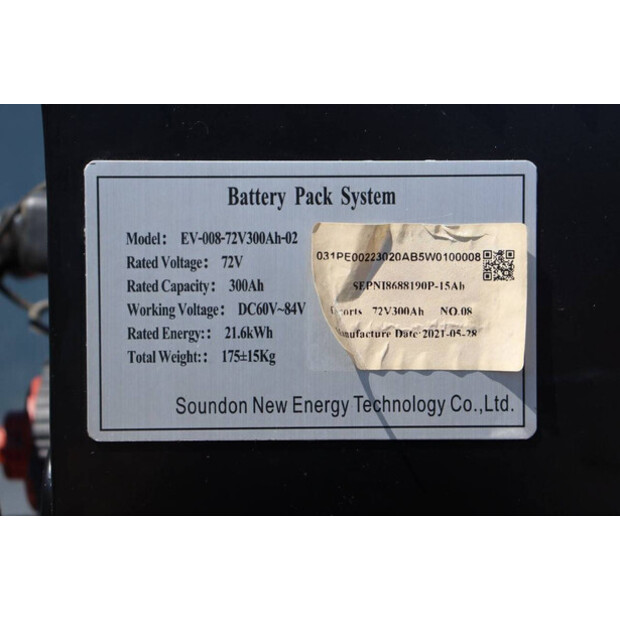 Battery Pack System
Model: EV-008-72V300Ah-02
Rated Voltage: 72V
Rated Capacity: 300Ah
Working Voltage: DC60V~84V
Rated Energy:: 21.6kWh
Total Weight:: 175±15Kg
031PE00223020AB5W0100008
SEPNI8688190P-15Ah
72V300Ah NO.08
Date:2021-05-28
Soundon New Energy Technology Co.,Ltd.